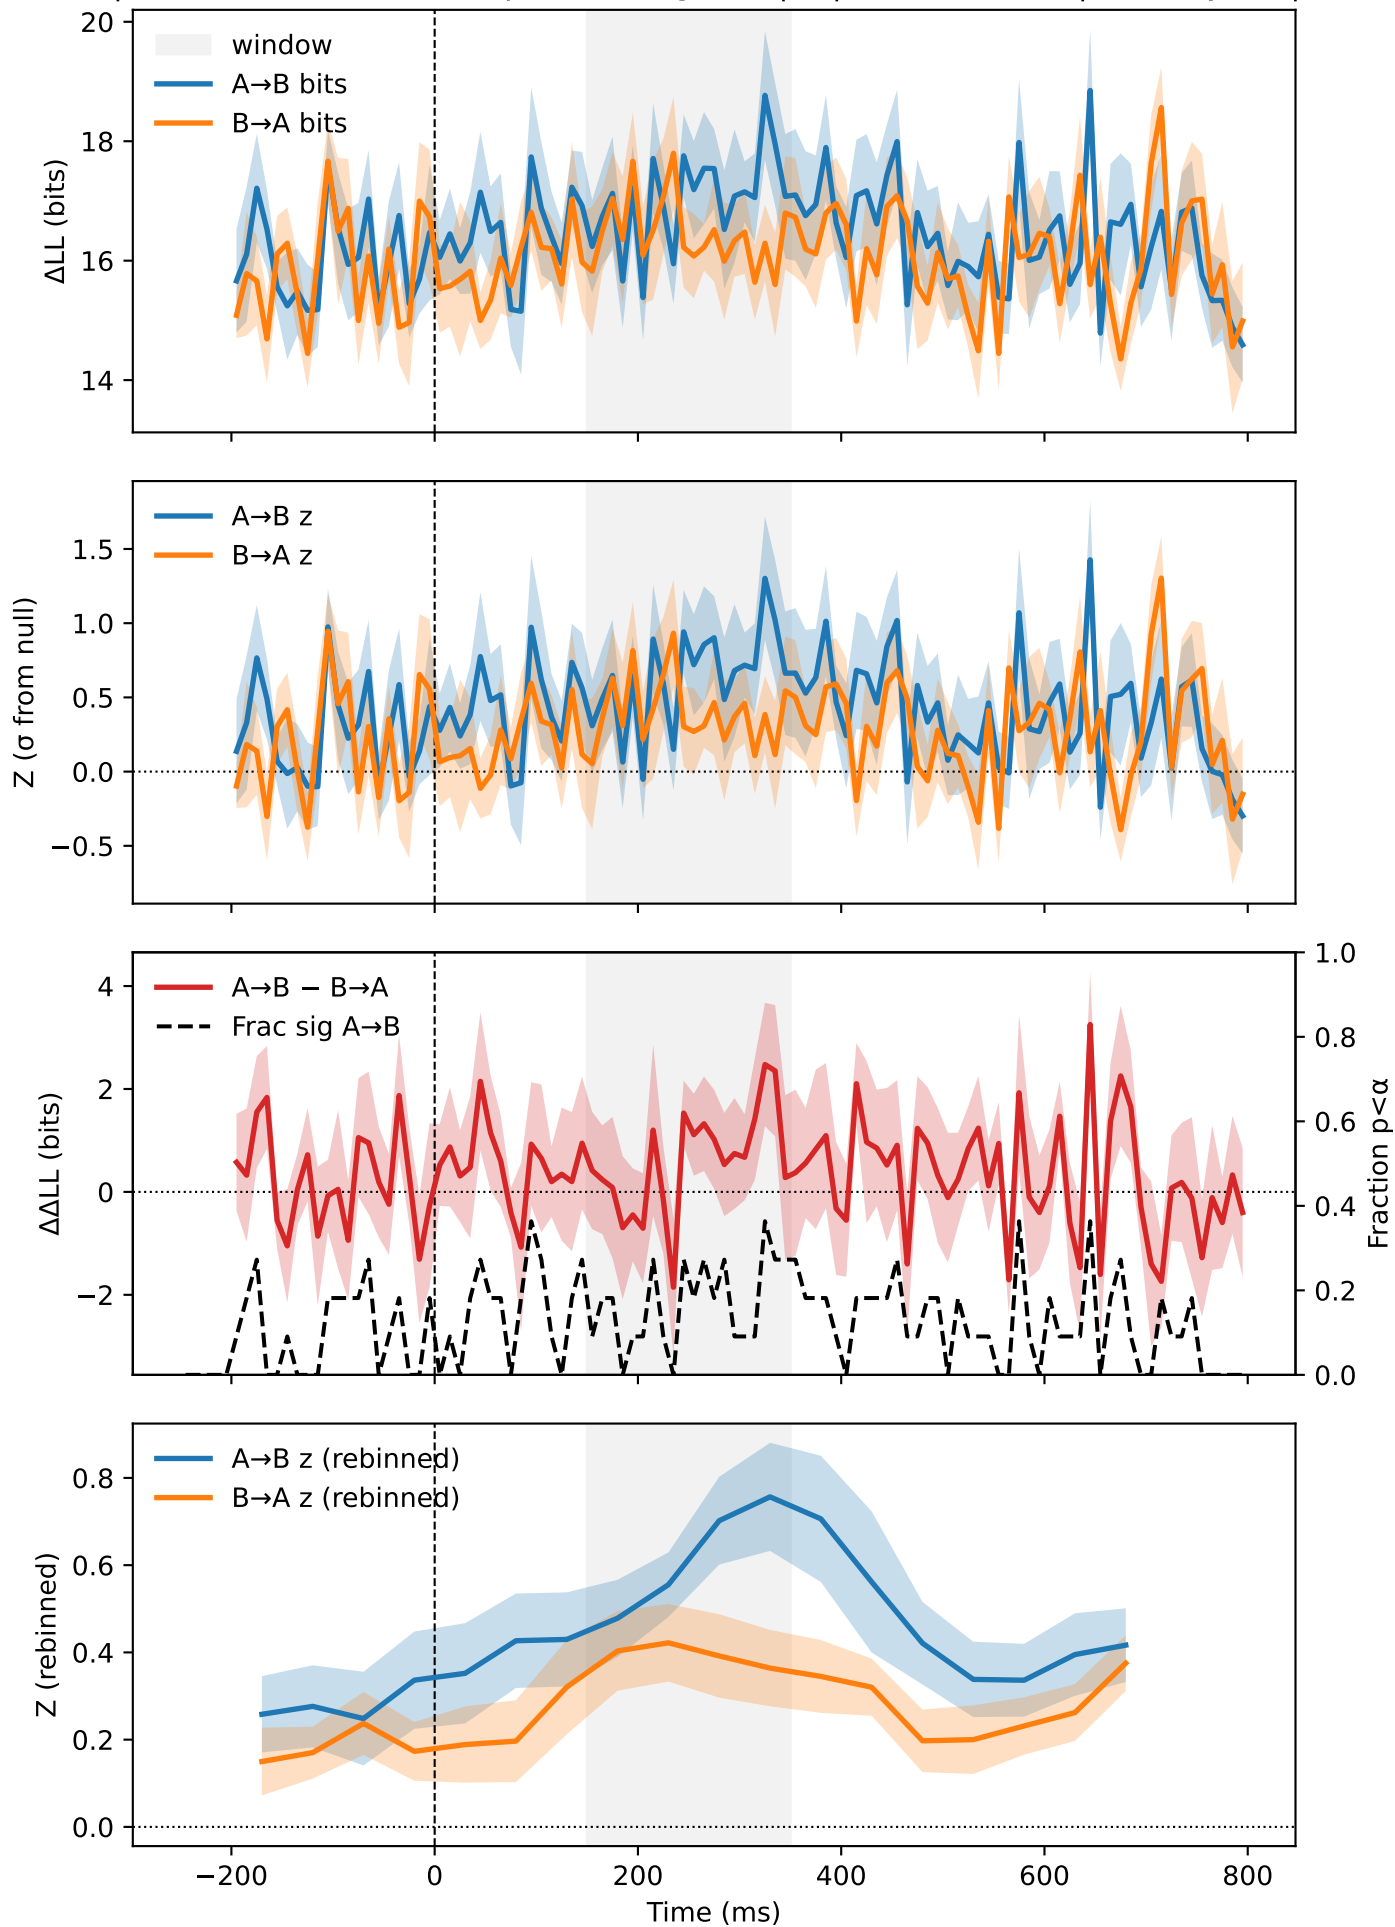 20
18
16
14
ΔLL (bits)
window
A→B bits
B→A bits
1.5
1.0
0.5
0.0
−0.5
Z (σ from null)
A→B z
B→A z
4
2
0
−2
ΔΔLL (bits)
A→B − B→A
Frac sig A→B
1.0
0.8
0.6
0.4
0.2
0.0
Fraction p<α
0.8
0.6
0.4
0.2
0.0
Z (rebinned)
A→B z (rebinned)
B→A z (rebinned)
−200 0 200 400 600 800
Time (ms)